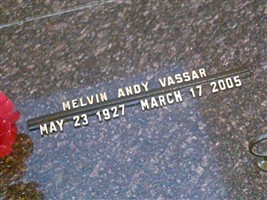 MELVIN ANDY VASSAR
MAY 23 1927 MARCH 17 2005